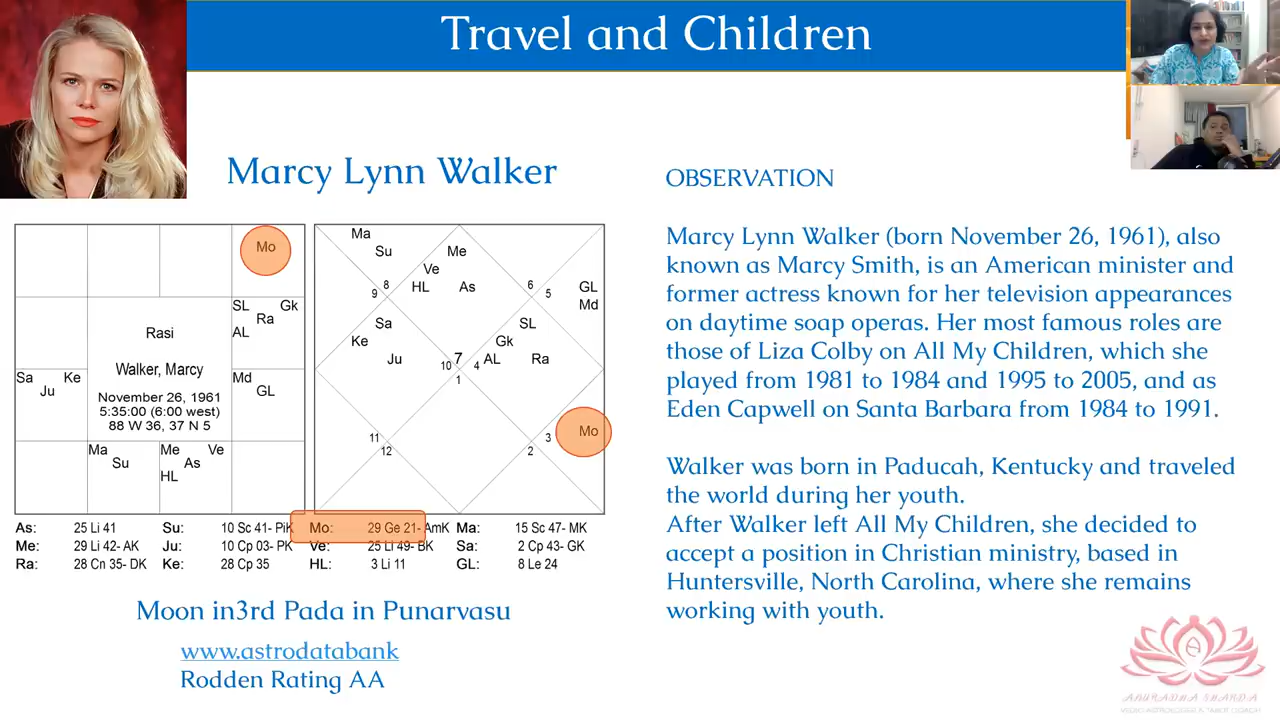 Travel and Children
Marcy Lynn Walker
Mo
SL Gk
Ra
AL
Rasi
Walker, Marcy
November 26, 1961
5:35:00 (6:00 west)
88 W 36, 37 N 5
Sa Ke
Ju
Md
GL
Ma
Su
Me Ve
As
HL
Ma
Su
Me
Ve
HL As
8
9
6
5
GL
Md
Sa
Ke
Ju
SL
Gk
AL Ra
10 7 4
1
11
12
3
2
Mo
As: 25 Li 41 Su: 10 Sc 41- PiK Mo: 29 Ge 21- AmK Ma: 15 Sc 47- MK
Me: 29 Li 42- AK Ju: 10 Cp 03- PK Ve: 25 Li 49- BK Sa: 2 Cp 43- GK
Ra: 28 Cn 35- DK Ke: 28 Cp 35 HL: 3 Li 11 GL: 8 Le 24
Moon in3rd Pada in Punarvasu
www.astrodatabank
Rodden Rating AA
OBSERVATION
Marcy Lynn Walker (born November 26, 1961), also
known as Marcy Smith, is an American minister and
former actress known for her television appearances
on daytime soap operas. Her most famous roles are
those of Liza Colby on All My Children, which she
played from 1981 to 1984 and 1995 to 2005, and as
Eden Capwell on Santa Barbara from 1984 to 1991.
Walker was born in Paducah, Kentucky and traveled
the world during her youth.
After Walker left All My Children, she decided to
accept a position in Christian ministry, based in
Huntersville, North Carolina, where she remains
working with youth.
ANURADHA SHARDA